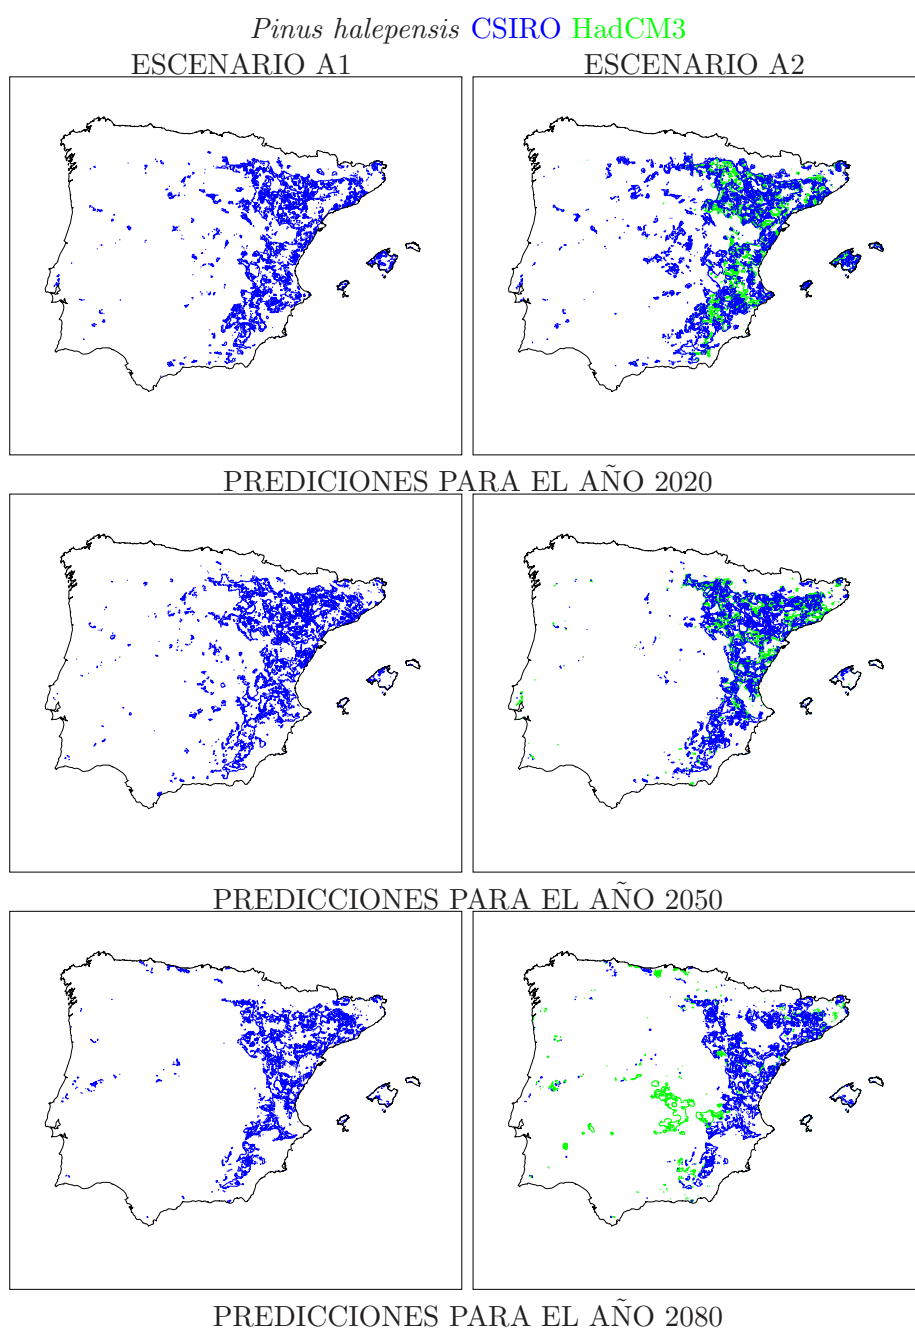 Pinus halepensis CSIRO HadCM3
ESCENARIO A1 ESCENARIO A2
PREDICIONES PARA EL AÑO 2020
PREDICCIONES PARA EL AÑO 2050
PREDICCIONES PARA EL AÑO 2080